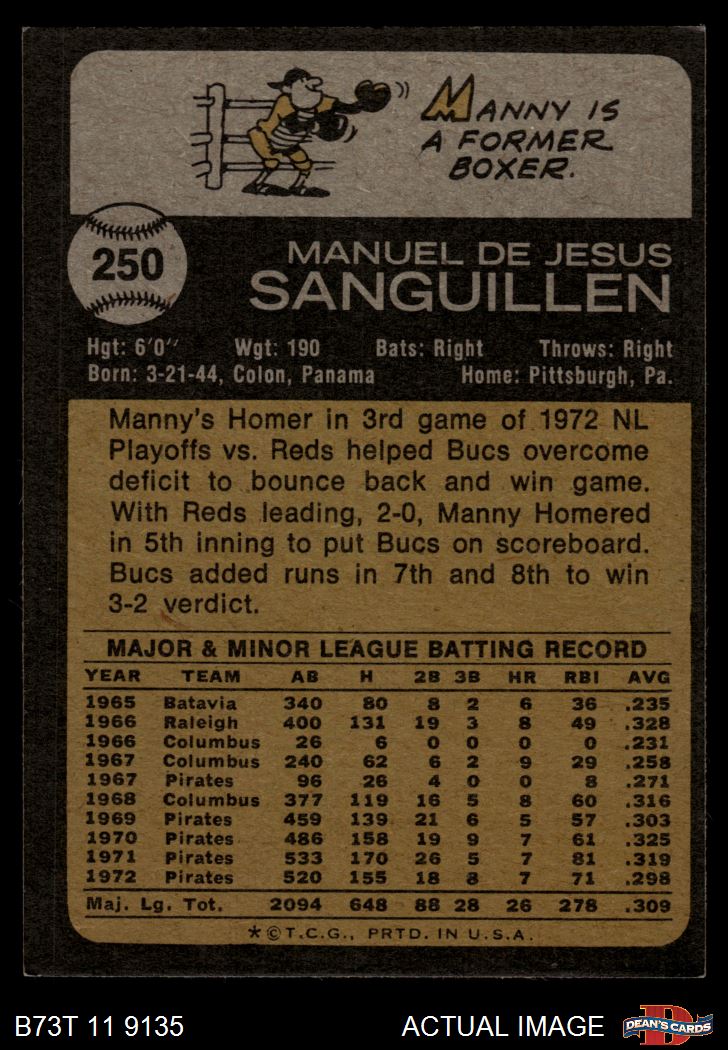 MANNY IS
A FORMER
BOXER.
250
MANUEL DE JESUS
SANGUILLEN
Hgt: 6'0" Wgt: 190 Bats: Right Throws: Right
Born: 3-21-44, Colon, Panama Home: Pittsburgh, Pa.
Manny's Homer in 3rd game of 1972 NL
Playoffs vs. Reds helped Bucs overcome
deficit to bounce back and win game.
With Reds leading, 2-0, Manny Homered
in 5th inning to put Bucs on scoreboard.
Bucs added runs in 7th and 8th to win
3-2 verdict.
MAJOR & MINOR LEAGUE BATTING RECORD
YEAR TEAM AB H 2B 3B HR RBI AVG
1965 Batavia 340 80 8 2 6 36 .235
1966 Raleigh 400 131 19 3 8 49 .328
1966 Columbus 26 6 0 0 0 0 .231
1967 Columbus 240 62 6 2 9 29 .258
1967 Pirates 96 26 4 0 0 8 .271
1968 Columbus 377 119 16 5 8 60 .316
1969 Pirates 459 139 21 6 5 57 .303
1970 Pirates 486 158 19 9 7 61 .325
1971 Pirates 533 170 26 5 7 81 .319
1972 Pirates 520 155 18 8 7 71 .298
Maj. Lg. Tot. 2094 648 88 28 26 278 .309
*©T.C.G., PRTD. IN U.S.A.
B73T 11 9135 ACTUAL IMAGE
D
DEAN'S CARDS